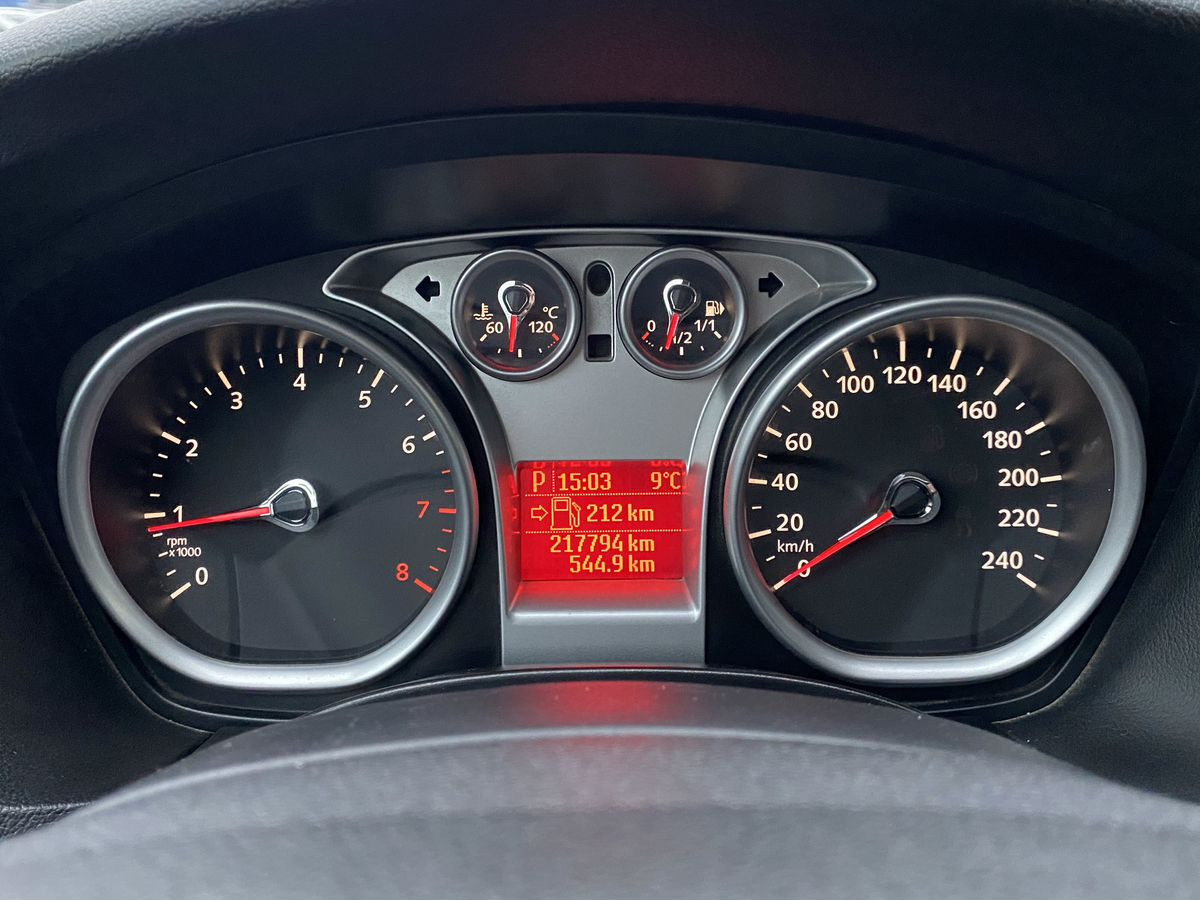 60 120 °C
0 1/2 1/1
0 1 2 3 4 5 6 7 8
rpm
x1000
P 15:03 9°C
212 km
217794 km
544.9 km
0 20 40 60 80 100 120 140 160 180 200 220 240
km/h